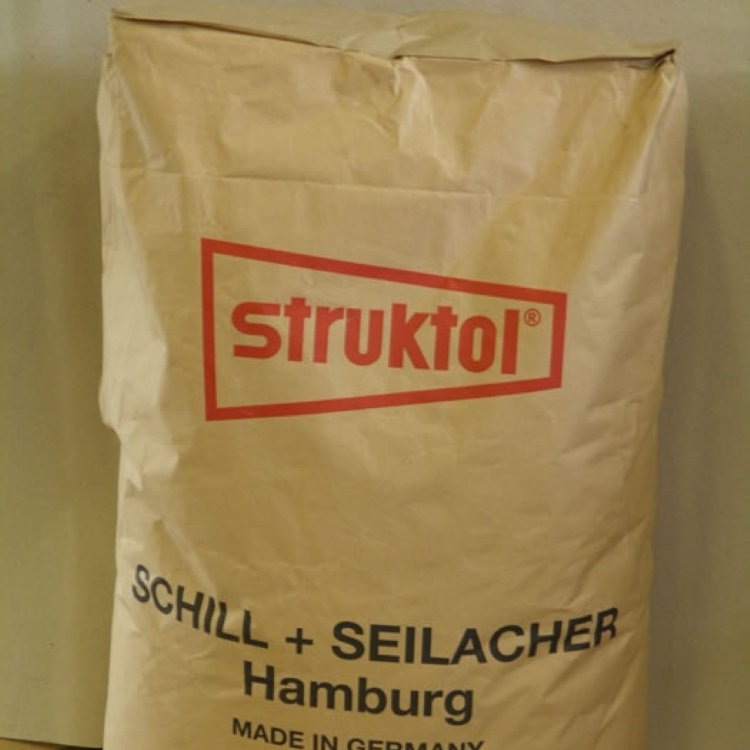 struktol®
SCHILL + SEILACHER
Hamburg
MADE IN GERMANY